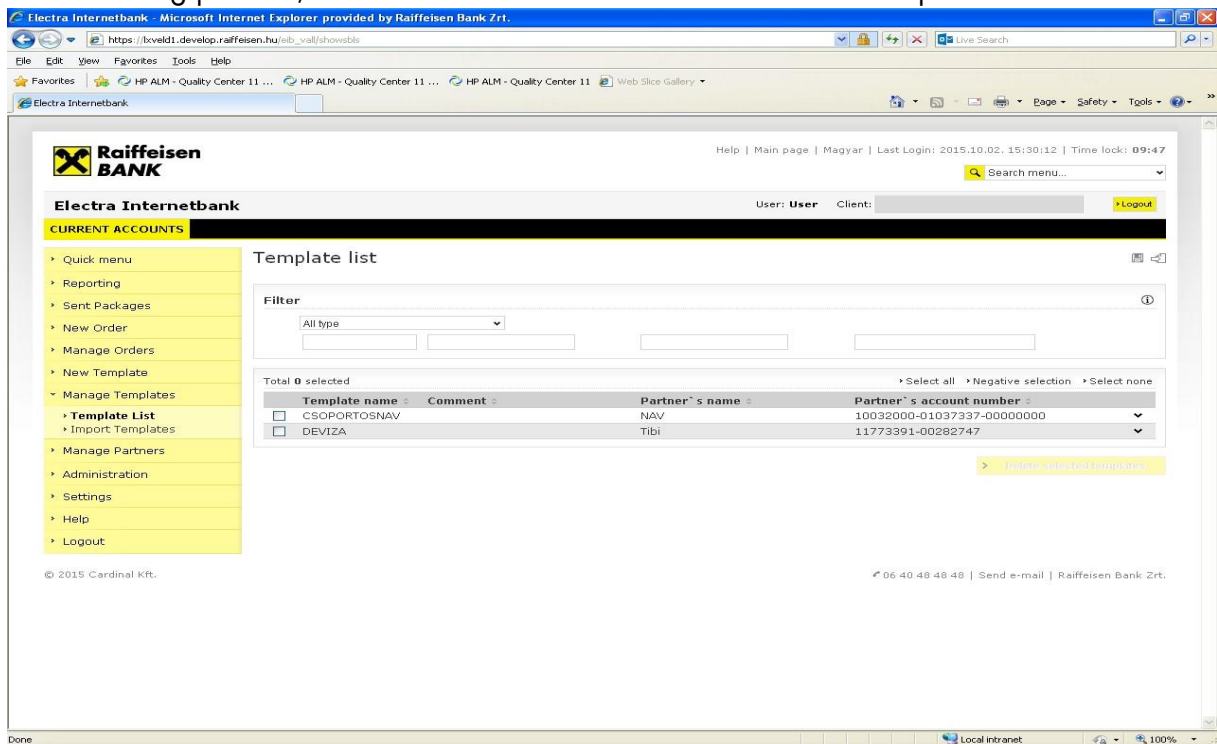 Electra Internetbank - Microsoft Internet Explorer provided by Raiffeisen Bank Zrt.
https://lxveld1.develop.raiffeisen.hu/eib_vall/showsbls
Live Search
File Edit View Favorites Tools Help
Favorites HP ALM - Quality Center 11 ... HP ALM - Quality Center 11 ... HP ALM - Quality Center 11 Web Slice Gallery
Electra Internetbank
Page Safety Tools
Raiffeisen
BANK
Help | Main page | Magyar | Last Login: 2015.10.02. 15:30:12 | Time lock: 09:47
Search menu...
Electra Internetbank User: User Client: Logout
CURRENT ACCOUNTS
Quick menu
Reporting
Sent Packages
New Order
Manage Orders
New Template
Manage Templates
Template List
Import Templates
Manage Partners
Administration
Settings
Help
Logout
Template list
Filter
All type
Total 0 selected Select all Negative selection Select none
Template name Comment Partner`s name Partner`s account number
CSOPORTOSNAV NAV 10032000-01037337-00000000
DEVIZA Tibi 11773391-00282747
Delete selected templates
© 2015 Cardinal Kft. 06 40 48 48 48 | Send e-mail | Raiffeisen Bank Zrt.
Done Local intranet 100%